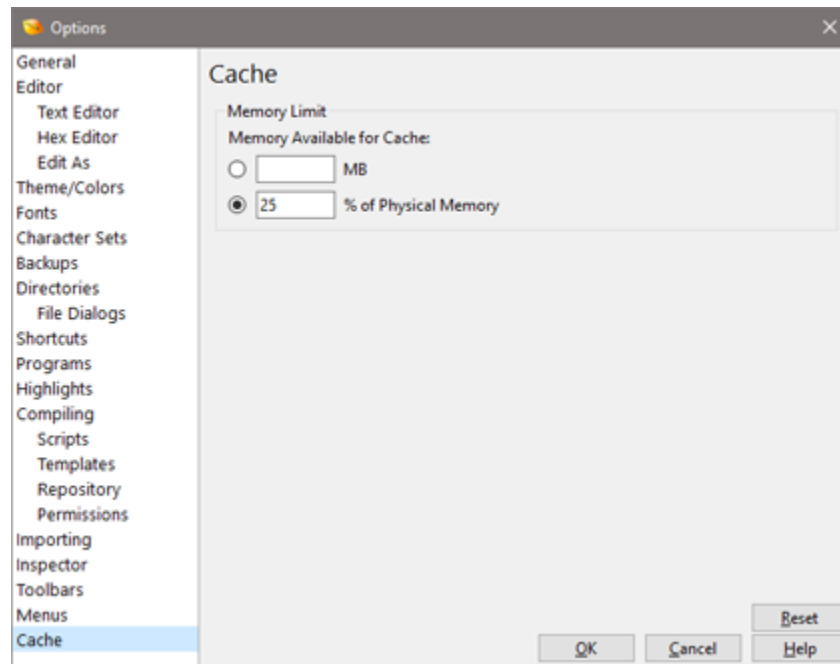 Options
General
Editor
Text Editor
Hex Editor
Edit As
Theme/Colors
Fonts
Character Sets
Backups
Directories
File Dialogs
Shortcuts
Programs
Highlights
Compiling
Scripts
Templates
Repository
Permissions
Importing
Inspector
Toolbars
Menus
Cache
Cache
Memory Limit
Memory Available for Cache:
MB
25 % of Physical Memory
Reset
OK Cancel Help